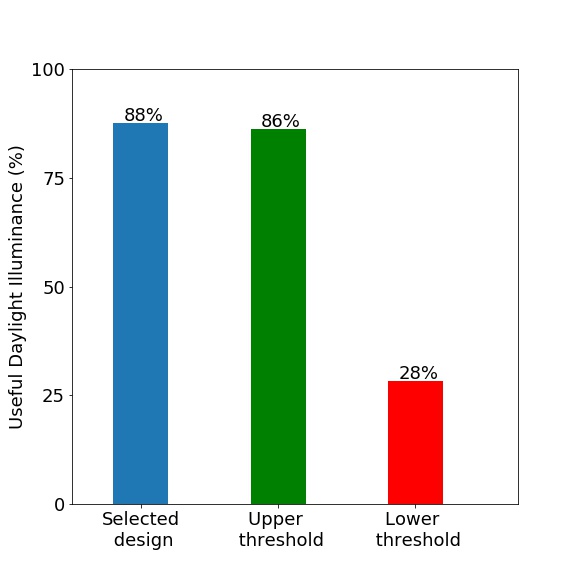 100
75
50
25
0
Useful Daylight Illuminance (%)
88%
86%
28%
Selected
design
Upper
threshold
Lower
threshold